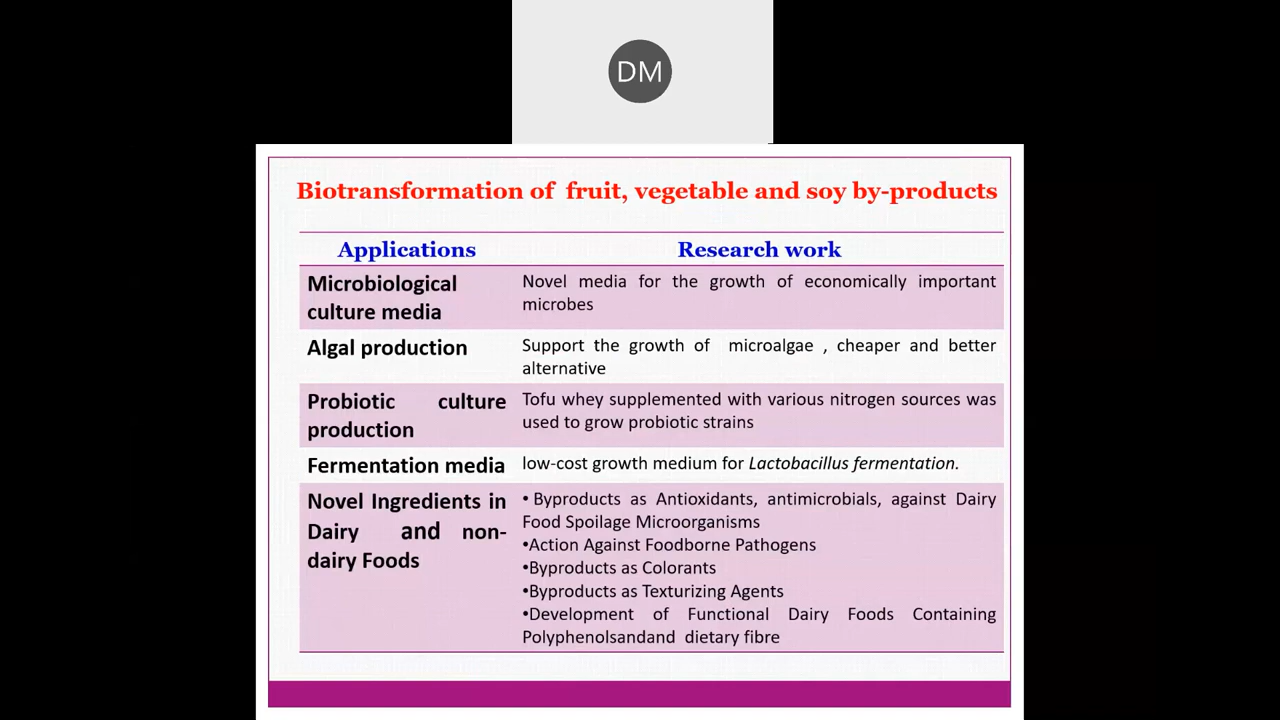 DM
Biotransformation of fruit, vegetable and soy by-products
Applications
Research work
Microbiological
culture media
Novel media for the growth of economically important
microbes
Algal production
Support the growth of microalgae , cheaper and better
alternative
Probiotic culture
production
Tofu whey supplemented with various nitrogen sources was
used to grow probiotic strains
Fermentation media
low-cost growth medium for Lactobacillus fermentation.
Novel Ingredients in
Dairy and non-
dairy Foods
• Byproducts as Antioxidants, antimicrobials, against Dairy
Food Spoilage Microorganisms
•Action Against Foodborne Pathogens
•Byproducts as Colorants
•Byproducts as Texturizing Agents
•Development of Functional Dairy Foods Containing
Polyphenolsandand dietary fibre